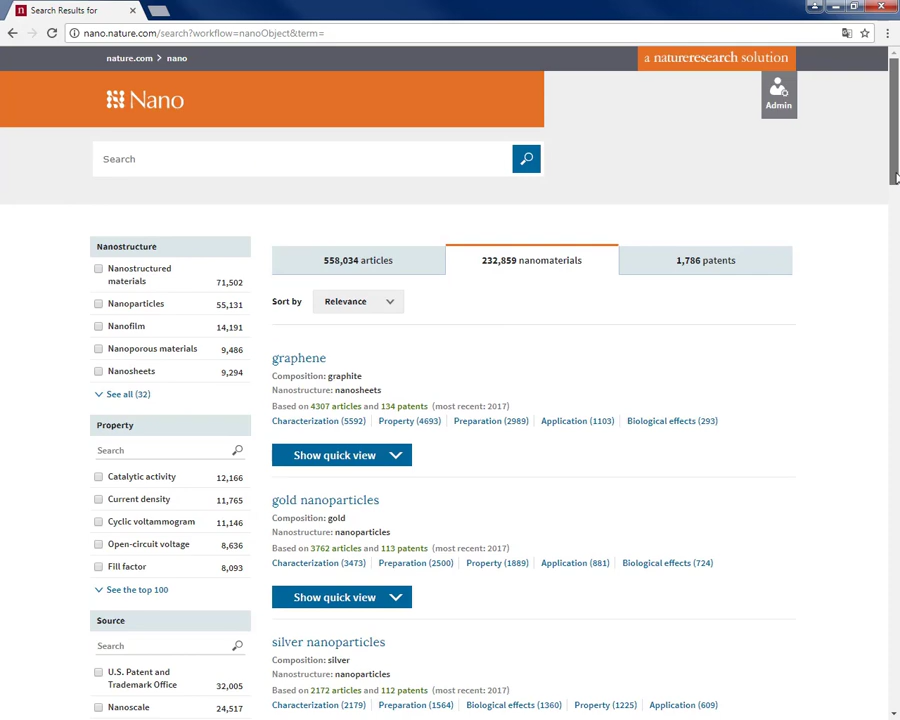 Search Results for
nano.nature.com/search?workflow=nanoObject&term=
nature.com > nano
a natureresearch solution
Nano
Admin
Search
Nanostructure
Nanostructured materials 71,502
Nanoparticles 55,131
Nanofilm 14,191
Nanoporous materials 9,486
Nanosheets 9,294
See all (32)
Property
Search
Catalytic activity 12,166
Current density 11,765
Cyclic voltammogram 11,146
Open-circuit voltage 8,636
Fill factor 8,093
See the top 100
Source
Search
U.S. Patent and Trademark Office 32,005
Nanoscale 24,517
558,034 articles
232,859 nanomaterials
1,786 patents
Sort by Relevance
graphene
Composition: graphite
Nanostructure: nanosheets
Based on 4307 articles and 134 patents (most recent: 2017)
Characterization (5592) Property (4693) Preparation (2989) Application (1103) Biological effects (293)
Show quick view
gold nanoparticles
Composition: gold
Nanostructure: nanoparticles
Based on 3762 articles and 113 patents (most recent: 2017)
Characterization (3473) Preparation (2500) Property (1889) Application (881) Biological effects (724)
Show quick view
silver nanoparticles
Composition: silver
Nanostructure: nanoparticles
Based on 2172 articles and 112 patents (most recent: 2017)
Characterization (2179) Preparation (1564) Biological effects (1360) Property (1225) Application (609)